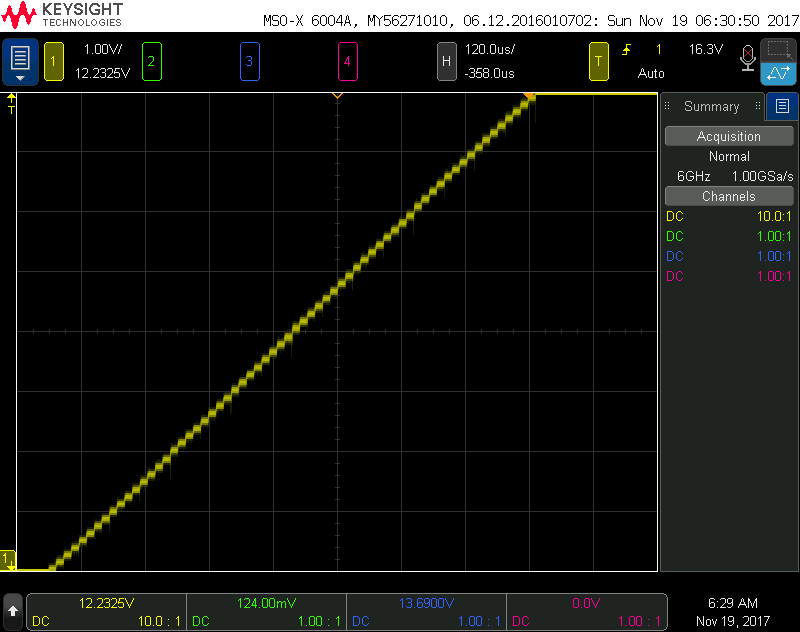 KEYSIGHT
TECHNOLOGIES
MSO-X 6004A, MY56271010, 06.12.2016010702: Sun Nov 19 06:30:50 2017
1 1.00V/ 12.2325V 2 3 4 H 120.0us/ -358.0us T 1 16.3V Auto
T
Summary
Acquisition
Normal
6GHz 1.00GSa/s
Channels
DC 10.0:1
DC 1.00:1
DC 1.00:1
DC 1.00:1
1
12.2325V 124.00mV 13.6900V 0.0V
DC 10.0 : 1 DC 1.00 : 1 DC 1.00 : 1 DC 1.00 : 1
6:29 AM
Nov 19, 2017